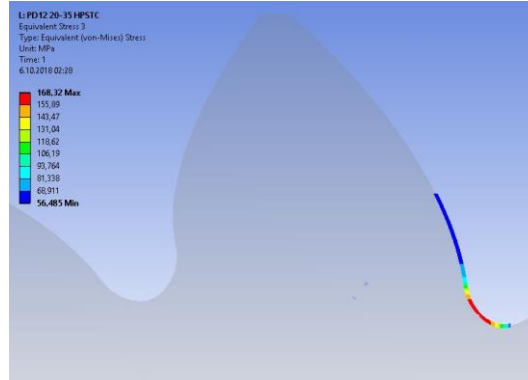 L: PD12 20-35 HPSTC
Equivalent Stress 3
Type: Equivalent (von-Mises) Stress
Unit: MPa
Time: 1
6.10.2018 02:28
168,32 Max
155,89
143,47
131,04
118,62
106,19
93,764
81,338
68,911
56,485 Min